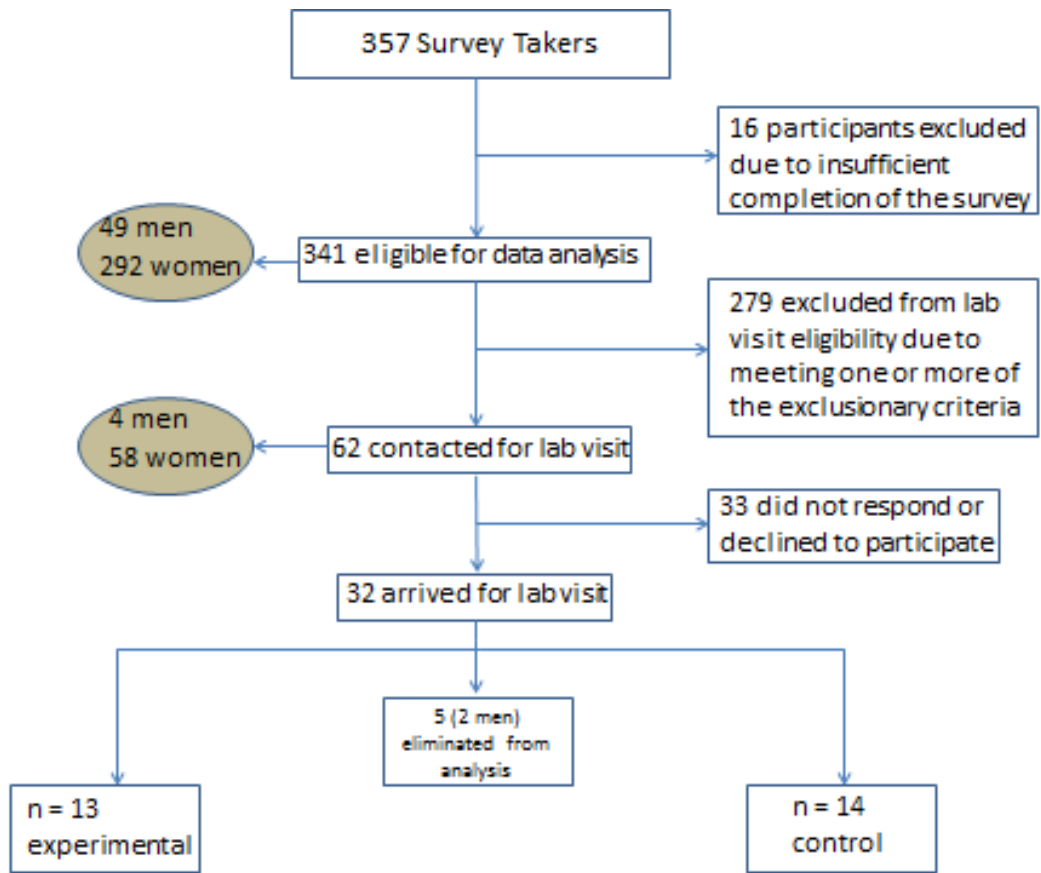 357 Survey Takers
16 participants excluded
due to insufficient
completion of the survey
49 men
292 women
341 eligible for data analysis
279 excluded from lab
visit eligibility due to
meeting one or more of
the exclusionary criteria
4 men
58 women
62 contacted for lab visit
33 did not respond or
declined to participate
32 arrived for lab visit
5 (2 men)
eliminated from
analysis
n = 13
experimental
n = 14
control